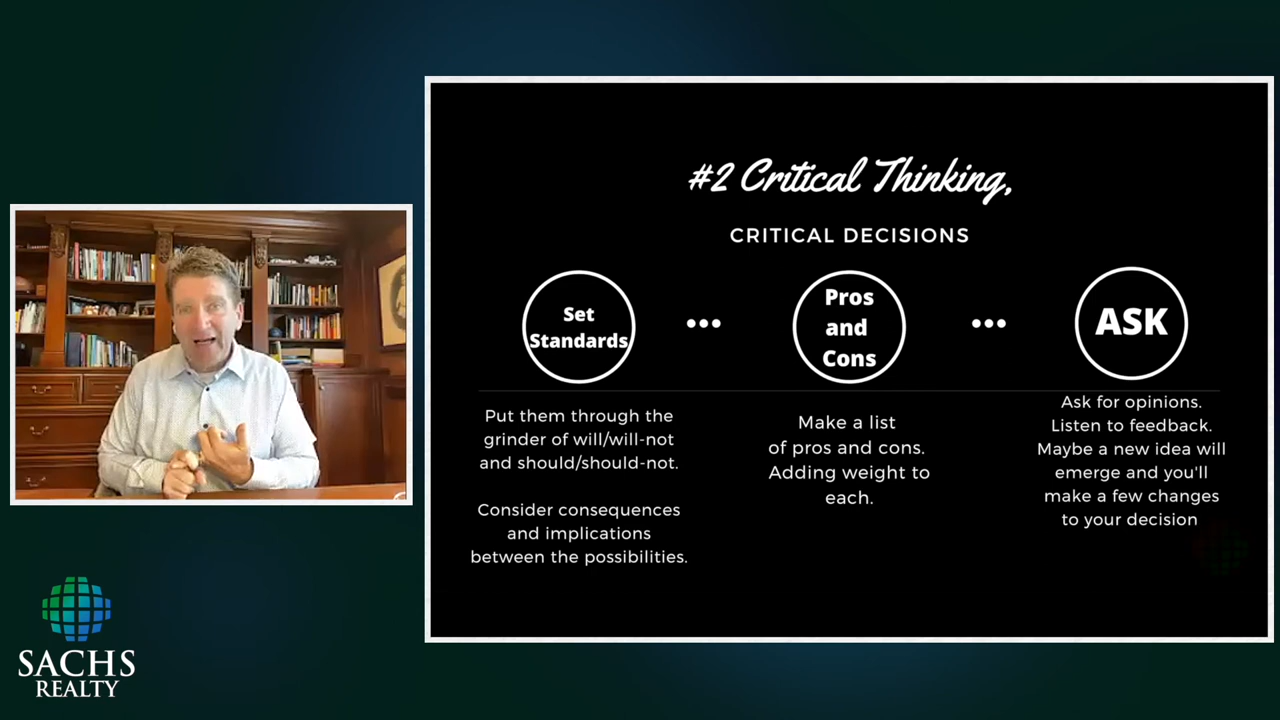 #2 Critical Thinking,
CRITICAL DECISIONS
Set
Standards
Pros
and
Cons
ASK
Put them through the
grinder of will/will-not
and should/should-not.
Consider consequences
and implications
between the possibilities.
Make a list
of pros and cons.
Adding weight to
each.
Ask for opinions.
Listen to feedback.
Maybe a new idea will
emerge and you'll
make a few changes
to your decision
SACHS
REALTY